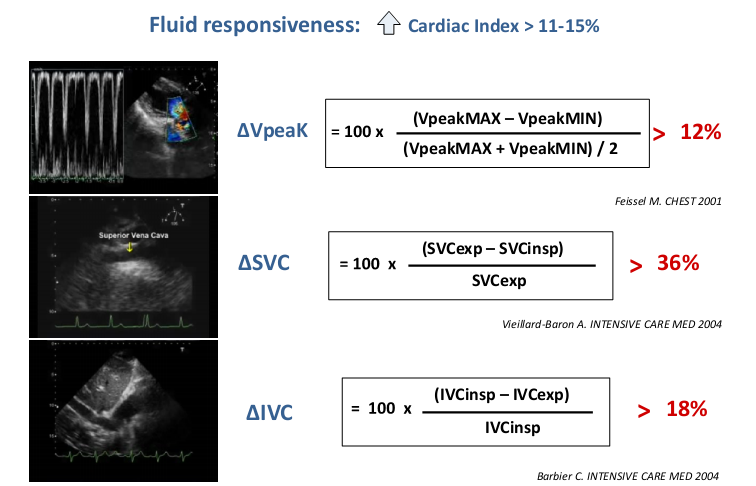 Fluid responsiveness: Cardiac Index > 11-15%
ΔVpeaK
= 100 x (VpeakMAX – VpeakMIN)
(VpeakMAX + VpeakMIN) / 2
> 12%
Feissel M. CHEST 2001
Superior Vena Cava
ΔSVC
= 100 x (SVCexp – SVCinsp)
SVCexp
> 36%
Vieillard-Baron A. INTENSIVE CARE MED 2004
ΔIVC
= 100 x (IVCinsp – IVCexp)
IVCinsp
> 18%
Barbier C. INTENSIVE CARE MED 2004